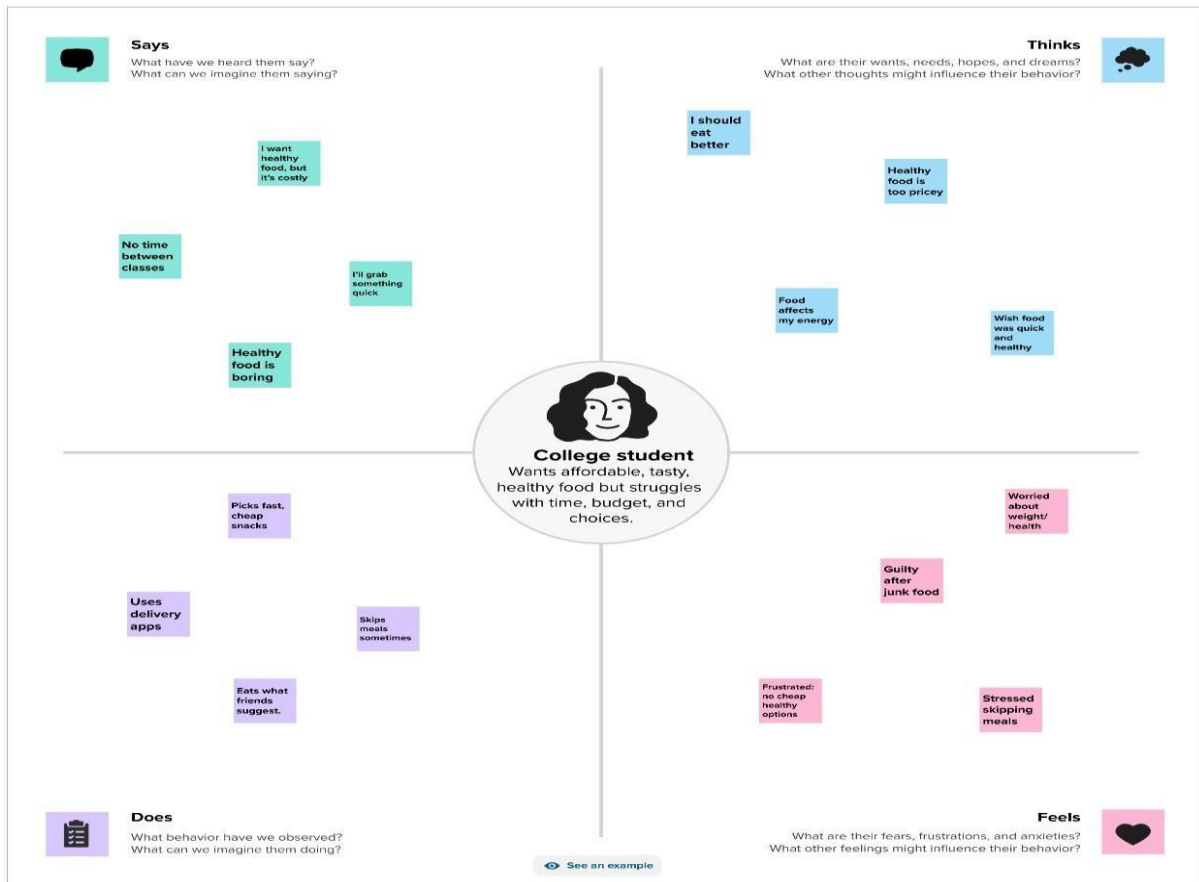 Says
What have we heard them say?
What can we imagine them saying?
I want
healthy
food, but
it's costly
No time
between
classes
I'll grab
something
quick
Healthy
food is
boring
Thinks
What are their wants, needs, hopes, and dreams?
What other thoughts might influence their behavior?
I should
eat
better
Healthy
food is
too pricey
Food
affects
my energy
Wish food
was quick
and
healthy
College student
Wants affordable, tasty,
healthy food but struggles
with time, budget, and
choices.
Picks fast,
cheap
snacks
Uses
delivery
apps
Skips
meals
sometimes
Eats what
friends
suggest.
Does
What behavior have we observed?
What can we imagine them doing?
Worried
about
weight/
health
Guilty
after
junk food
Frustrated:
no cheap
healthy
options
Stressed
skipping
meals
Feels
What are their fears, frustrations, and anxieties?
What other feelings might influence their behavior?
See an example